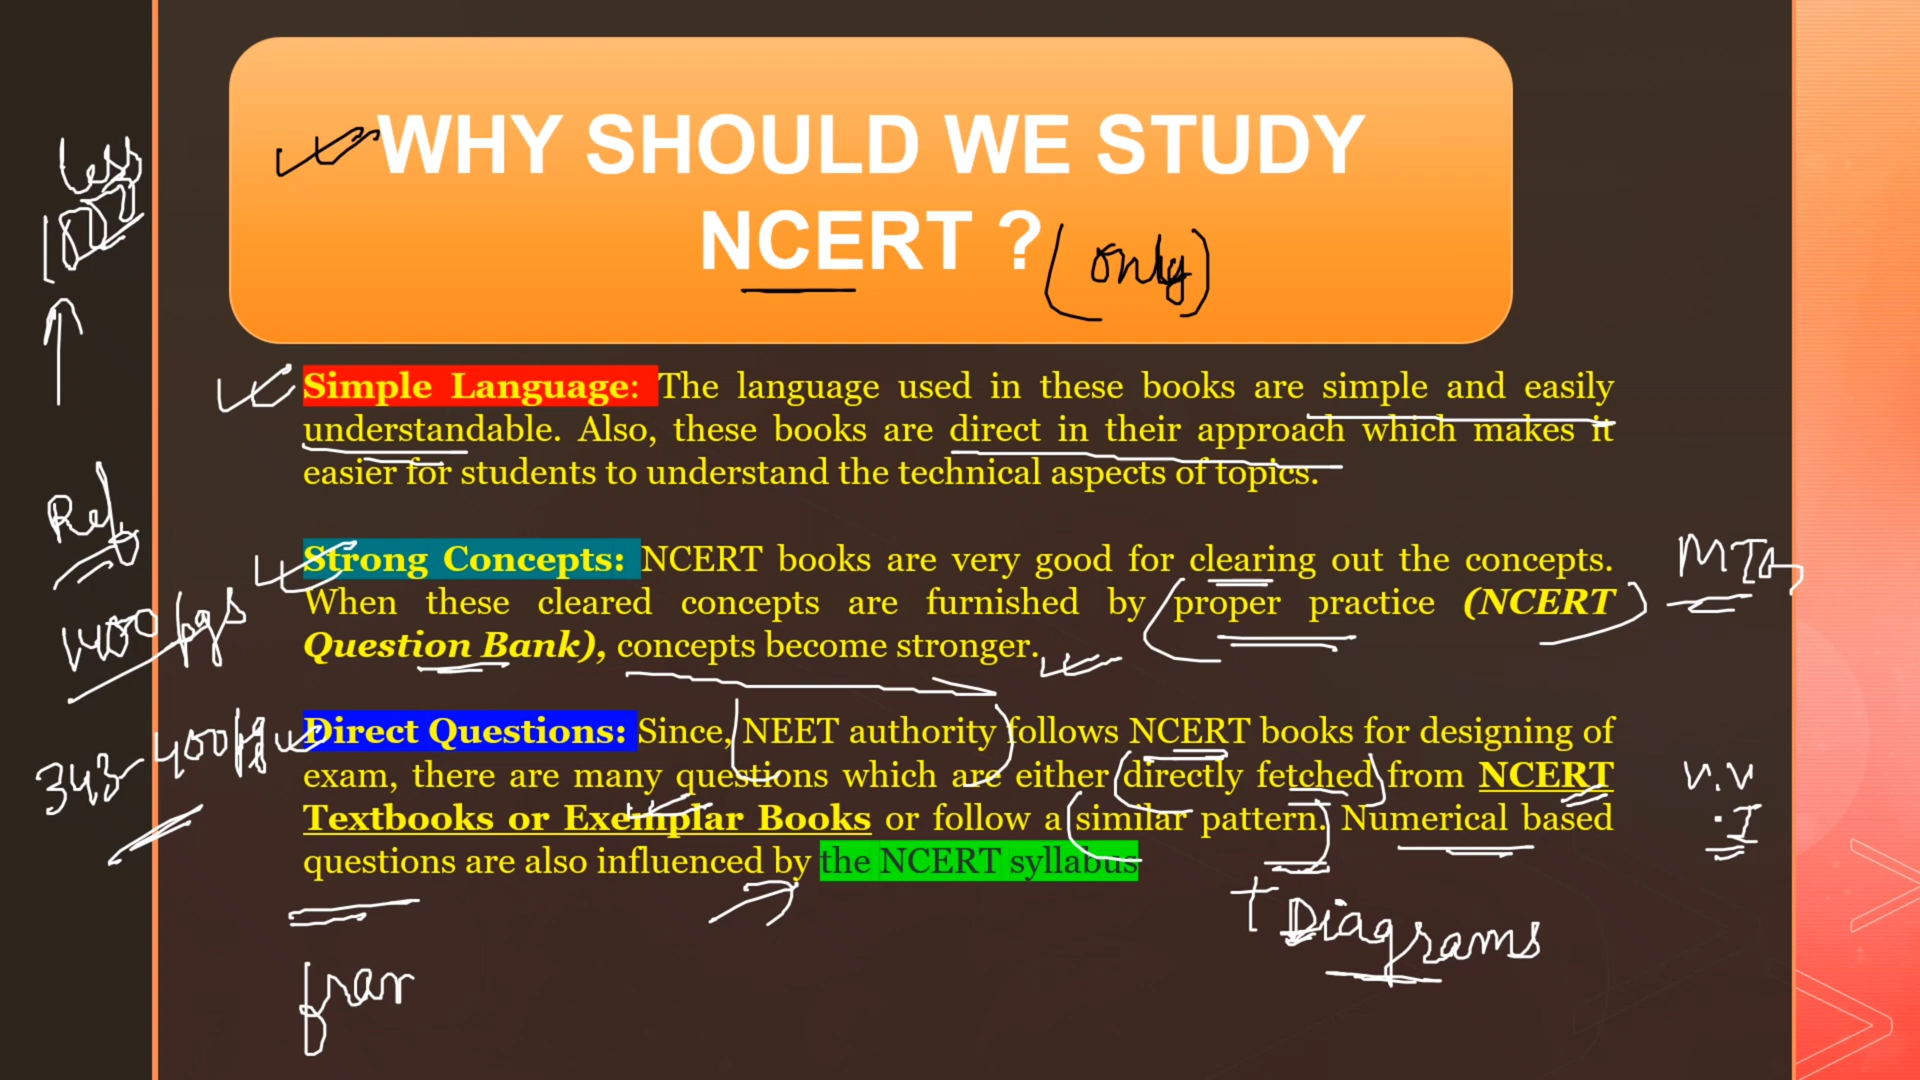 WHY SHOULD WE STUDY
NCERT ? (only)
Simple Language: The language used in these books are simple and easily
understandable. Also, these books are direct in their approach which makes it
easier for students to understand the technical aspects of topics.
Strong Concepts: NCERT books are very good for clearing out the concepts.
When these cleared concepts are furnished by proper practice (NCERT
Question Bank), concepts become stronger.
Direct Questions: Since, NEET authority follows NCERT books for designing of
exam, there are many questions which are either directly fetched from NCERT
Textbooks or Exemplar Books or follow a similar pattern. Numerical based
questions are also influenced by the NCERT syllabus
Less
Ref
1400 pgs
343-400pg
V.V
.I
+ Diagrams